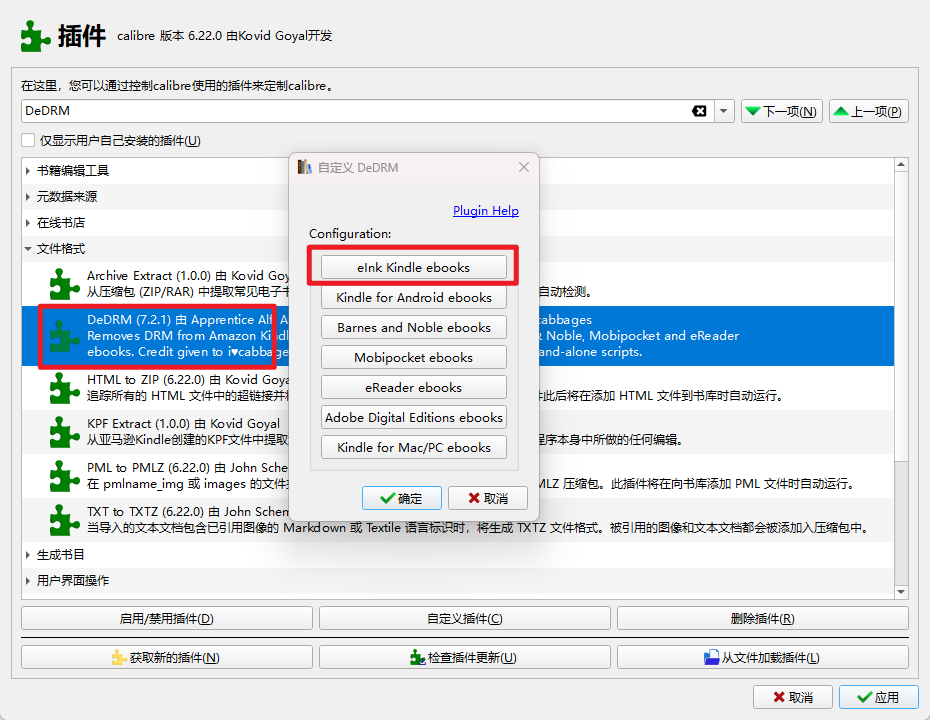 插件
calibre 版本 6.22.0 由Kovid Goyal开发
在这里，您可以通过控制calibre使用的插件来定制calibre。
DeDRM
下一项(N)
上一项(P)
仅显示用户自己安装的插件(U)
书籍编辑工具
元数据来源
在线书店
文件格式
Archive Extract (1.0.0) 由 Kovid Goy
从压缩包 (ZIP/RAR) 中提取常见电子书
自动检测。
DeDRM (7.2.1) 由 Apprentice Alf, A
cabbages
Removes DRM from Amazon Kindl
& Noble, Mobipocket and eReader
ebooks. Credit given to i♥cabbage
and-alone scripts.
HTML to ZIP (6.22.0) 由 Kovid Goya
追踪所有的 HTML 文件中的超链接并
此后将在添加 HTML 文件到书库时自动运行。
KPF Extract (1.0.0) 由 Kovid Goyal
从亚马逊Kindle创建的KPF文件中提取
程序本身中所做的任何编辑。
PML to PMLZ (6.22.0) 由 John Schem
在 pmlname_img 或 images 的文件夹
MLZ 压缩包。此插件将在向书库添加 PML 文件时自动运行。
TXT to TXTZ (6.22.0) 由 John Schem
当导入的文本文档包含已引用图像的 Markdown 或 Textile 语言标识时，将生成 TXTZ 文件格式。被引用的图像和文本文档都会被添加入压缩包中。
生成书目
用户界面操作
自定义 DeDRM
Plugin Help
Configuration:
eInk Kindle ebooks
Kindle for Android ebooks
Barnes and Noble ebooks
Mobipocket ebooks
eReader ebooks
Adobe Digital Editions ebooks
Kindle for Mac/PC ebooks
确定
取消
启用/禁用插件(D)
自定义插件(C)
删除插件(R)
获取新的插件(N)
检查插件更新(U)
从文件加载插件(L)
取消
应用